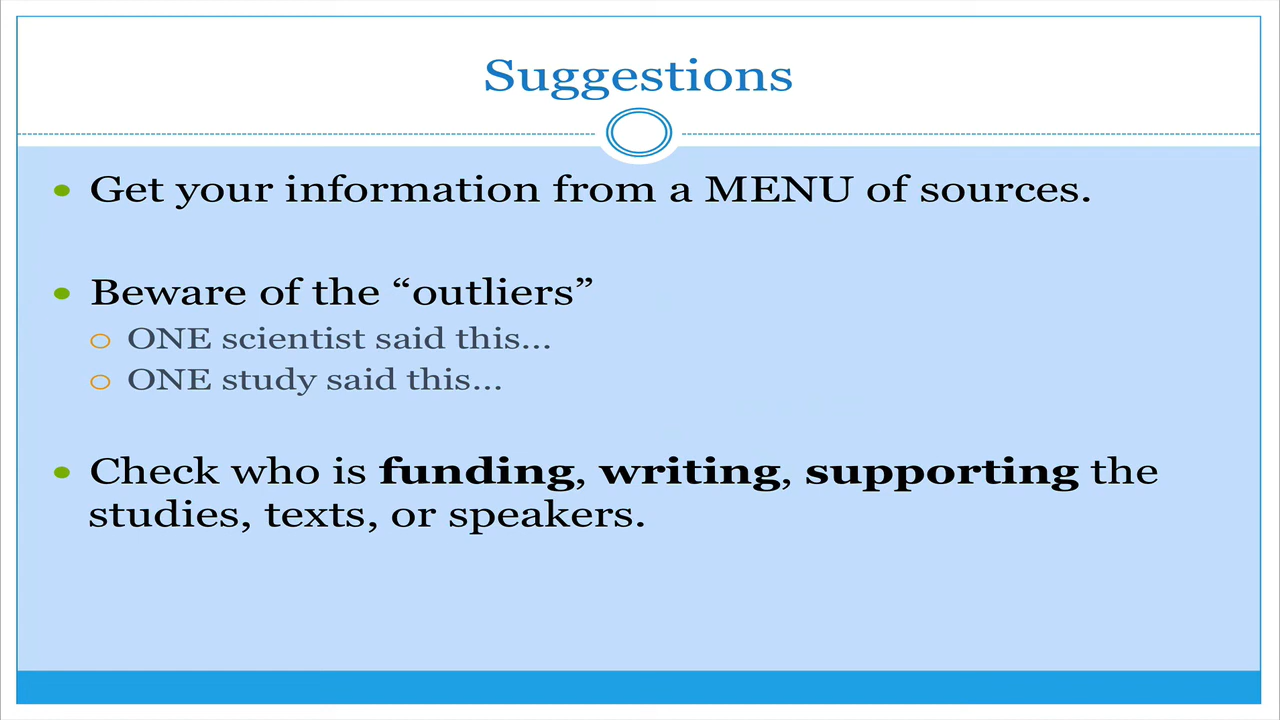 Suggestions
Get your information from a MENU of sources.
Beware of the “outliers”
ONE scientist said this...
ONE study said this...
Check who is funding, writing, supporting the
studies, texts, or speakers.